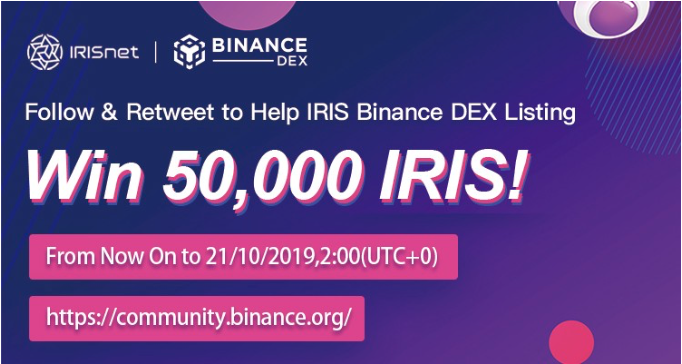 IRISnet | BINANCE
DEX
Follow & Retweet to Help IRIS Binance DEX Listing
Win 50,000 IRIS!
From Now On to 21/10/2019,2:00(UTC+0)
https://community.binance.org/